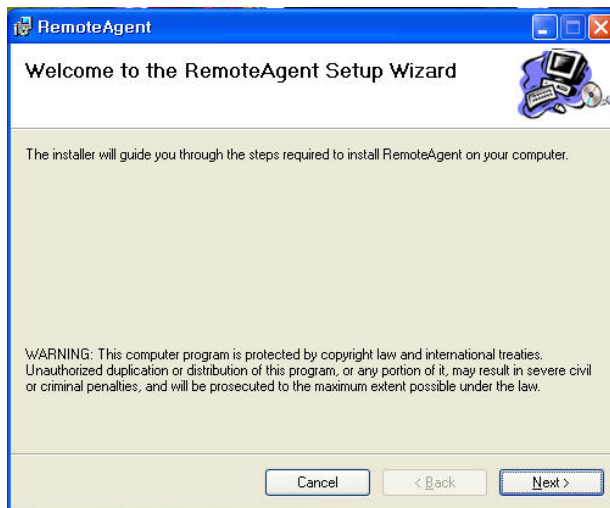 RemoteAgent
Welcome to the RemoteAgent Setup Wizard
The installer will guide you through the steps required to install RemoteAgent on your computer.
WARNING: This computer program is protected by copyright law and international treaties.
Unauthorized duplication or distribution of this program, or any portion of it, may result in severe civil
or criminal penalties, and will be prosecuted to the maximum extent possible under the law.
Cancel
< Back
Next >